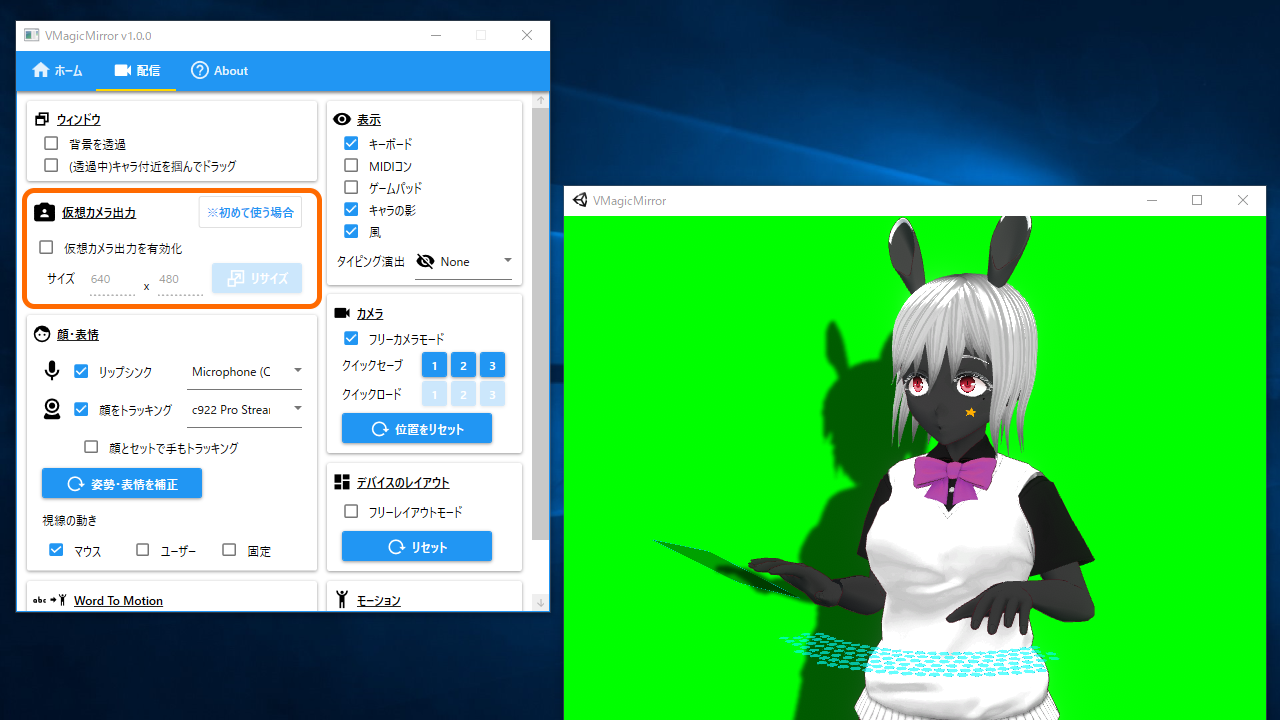 VMagicMirror v1.0.0
ホーム
配信
About
ウィンドウ
背景を透過
(透過中)キャラ付近を掴んでドラッグ
仮想カメラ出力
※初めて使う場合
仮想カメラ出力を有効化
サイズ 640 x 480 リサイズ
顔・表情
リップシンク Microphone (C
顔をトラッキング c922 Pro Strear
顔とセットで手もトラッキング
姿勢・表情を補正
視線の動き
マウス ユーザー 固定
abc Word To Motion
表示
キーボード
MIDIコン
ゲームパッド
キャラの影
風
タイピング演出 None
カメラ
フリーカメラモード
クイックセーブ 1 2 3
クイックロード 1 2 3
位置をリセット
デバイスのレイアウト
フリーレイアウトモード
リセット
モーション
VMagicMirror